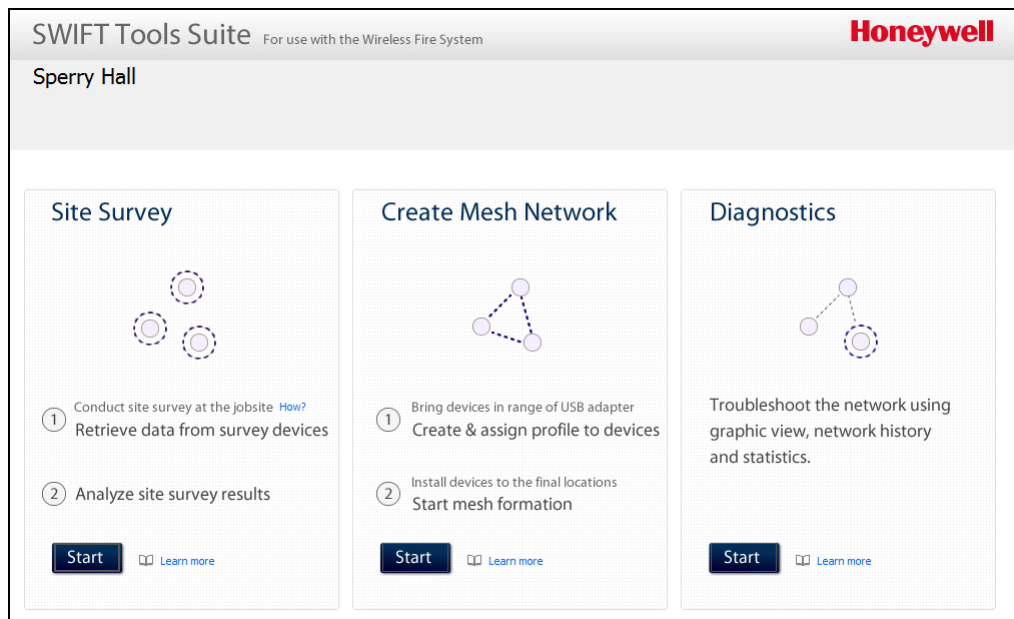 SWIFT Tools Suite For use with the Wireless Fire System
Honeywell
Sperry Hall
Site Survey
1
Conduct site survey at the jobsite How?
Retrieve data from survey devices
2
Analyze site survey results
Start
Learn more
Create Mesh Network
1
Bring devices in range of USB adapter
Create & assign profile to devices
2
Install devices to the final locations
Start mesh formation
Start
Learn more
Diagnostics
Troubleshoot the network using
graphic view, network history
and statistics.
Start
Learn more